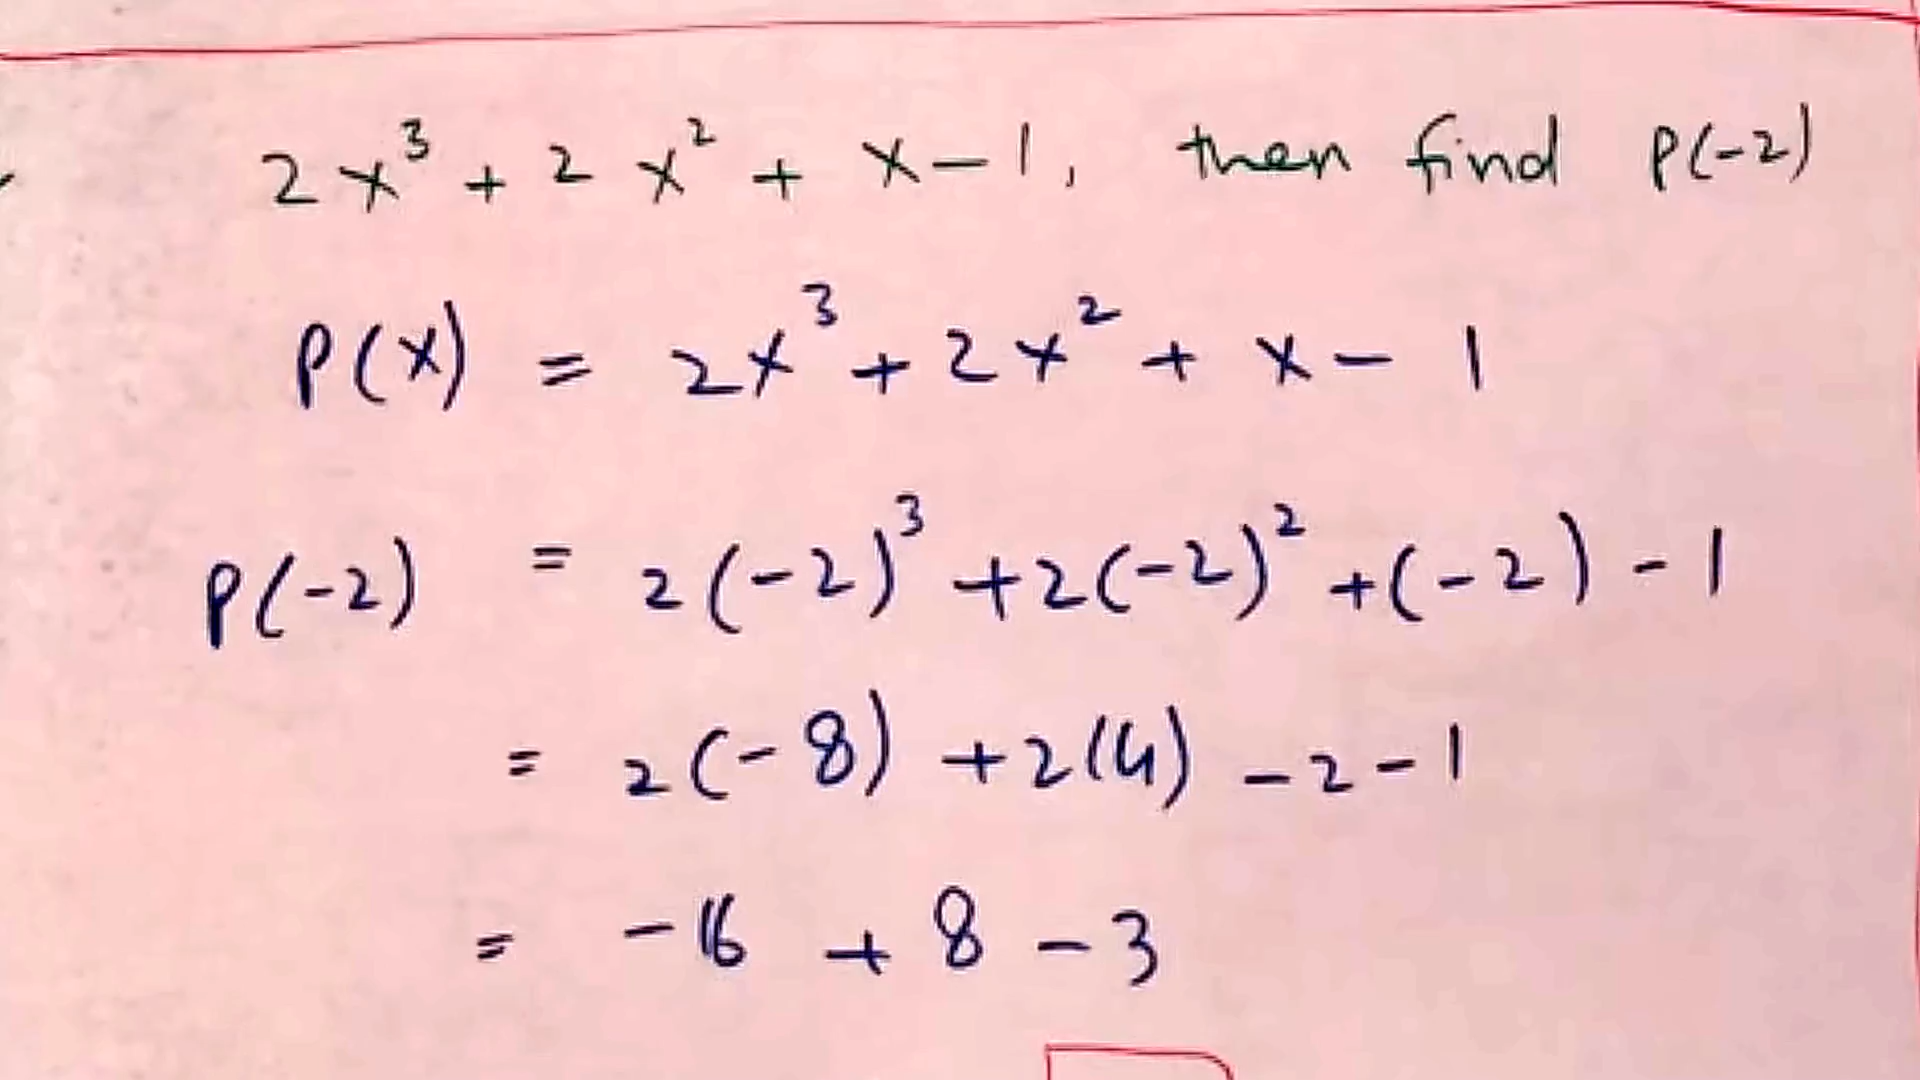 2x³ + 2x² + x - 1, then find P(-2)
P(x) = 2x³ + 2x² + x - 1
P(-2) = 2(-2)³ + 2(-2)² + (-2) - 1
= 2(-8) + 2(4) - 2 - 1
= -16 + 8 - 3